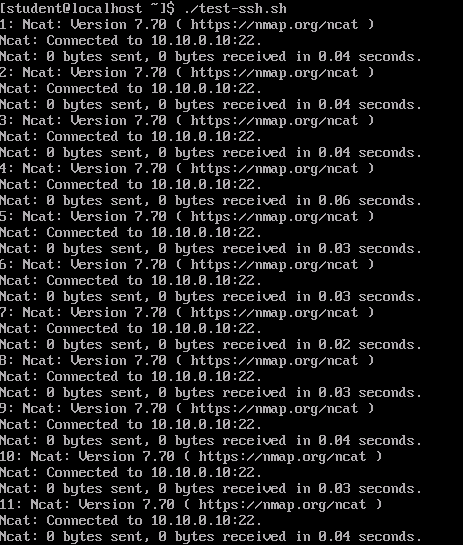 [student@localhost ~]$ ./test-ssh.sh
1: Ncat: Version 7.70 ( https://nmap.org/ncat )
Ncat: Connected to 10.10.0.10:22.
Ncat: 0 bytes sent, 0 bytes received in 0.04 seconds.
2: Ncat: Version 7.70 ( https://nmap.org/ncat )
Ncat: Connected to 10.10.0.10:22.
Ncat: 0 bytes sent, 0 bytes received in 0.04 seconds.
3: Ncat: Version 7.70 ( https://nmap.org/ncat )
Ncat: Connected to 10.10.0.10:22.
Ncat: 0 bytes sent, 0 bytes received in 0.04 seconds.
4: Ncat: Version 7.70 ( https://nmap.org/ncat )
Ncat: Connected to 10.10.0.10:22.
Ncat: 0 bytes sent, 0 bytes received in 0.06 seconds.
5: Ncat: Version 7.70 ( https://nmap.org/ncat )
Ncat: Connected to 10.10.0.10:22.
Ncat: 0 bytes sent, 0 bytes received in 0.03 seconds.
6: Ncat: Version 7.70 ( https://nmap.org/ncat )
Ncat: Connected to 10.10.0.10:22.
Ncat: 0 bytes sent, 0 bytes received in 0.03 seconds.
7: Ncat: Version 7.70 ( https://nmap.org/ncat )
Ncat: Connected to 10.10.0.10:22.
Ncat: 0 bytes sent, 0 bytes received in 0.02 seconds.
8: Ncat: Version 7.70 ( https://nmap.org/ncat )
Ncat: Connected to 10.10.0.10:22.
Ncat: 0 bytes sent, 0 bytes received in 0.03 seconds.
9: Ncat: Version 7.70 ( https://nmap.org/ncat )
Ncat: Connected to 10.10.0.10:22.
Ncat: 0 bytes sent, 0 bytes received in 0.04 seconds.
10: Ncat: Version 7.70 ( https://nmap.org/ncat )
Ncat: Connected to 10.10.0.10:22.
Ncat: 0 bytes sent, 0 bytes received in 0.03 seconds.
11: Ncat: Version 7.70 ( https://nmap.org/ncat )
Ncat: Connected to 10.10.0.10:22.
Ncat: 0 bytes sent, 0 bytes received in 0.04 seconds.